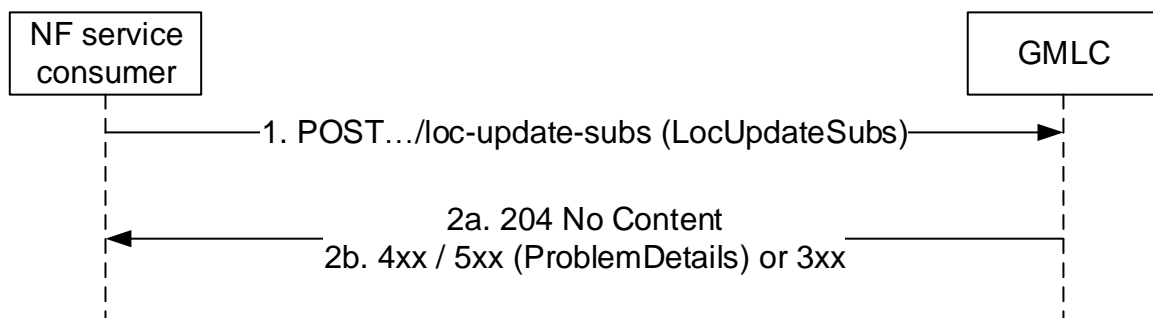 NF service
consumer
GMLC
1. POST…/loc-update-subs (LocUpdateSubs)
2a. 204 No Content
2b. 4xx / 5xx (ProblemDetails) or 3xx